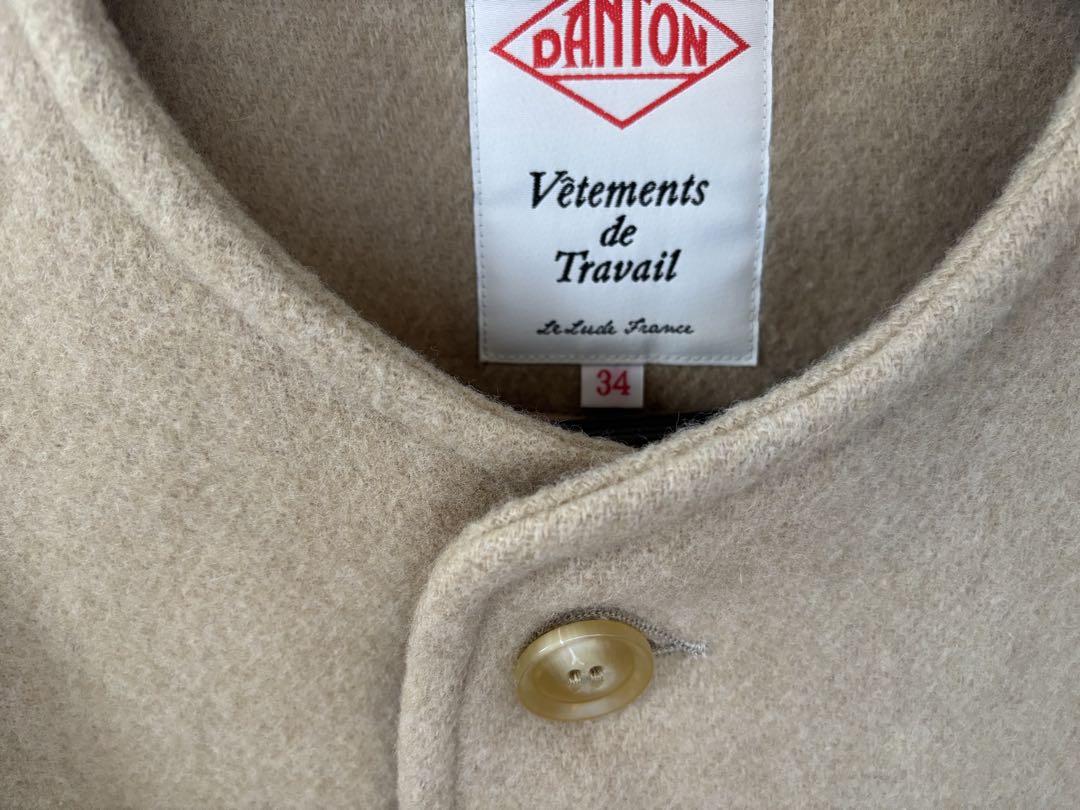 DANTON
Vêtements
de
Travail
Le Lude France
34